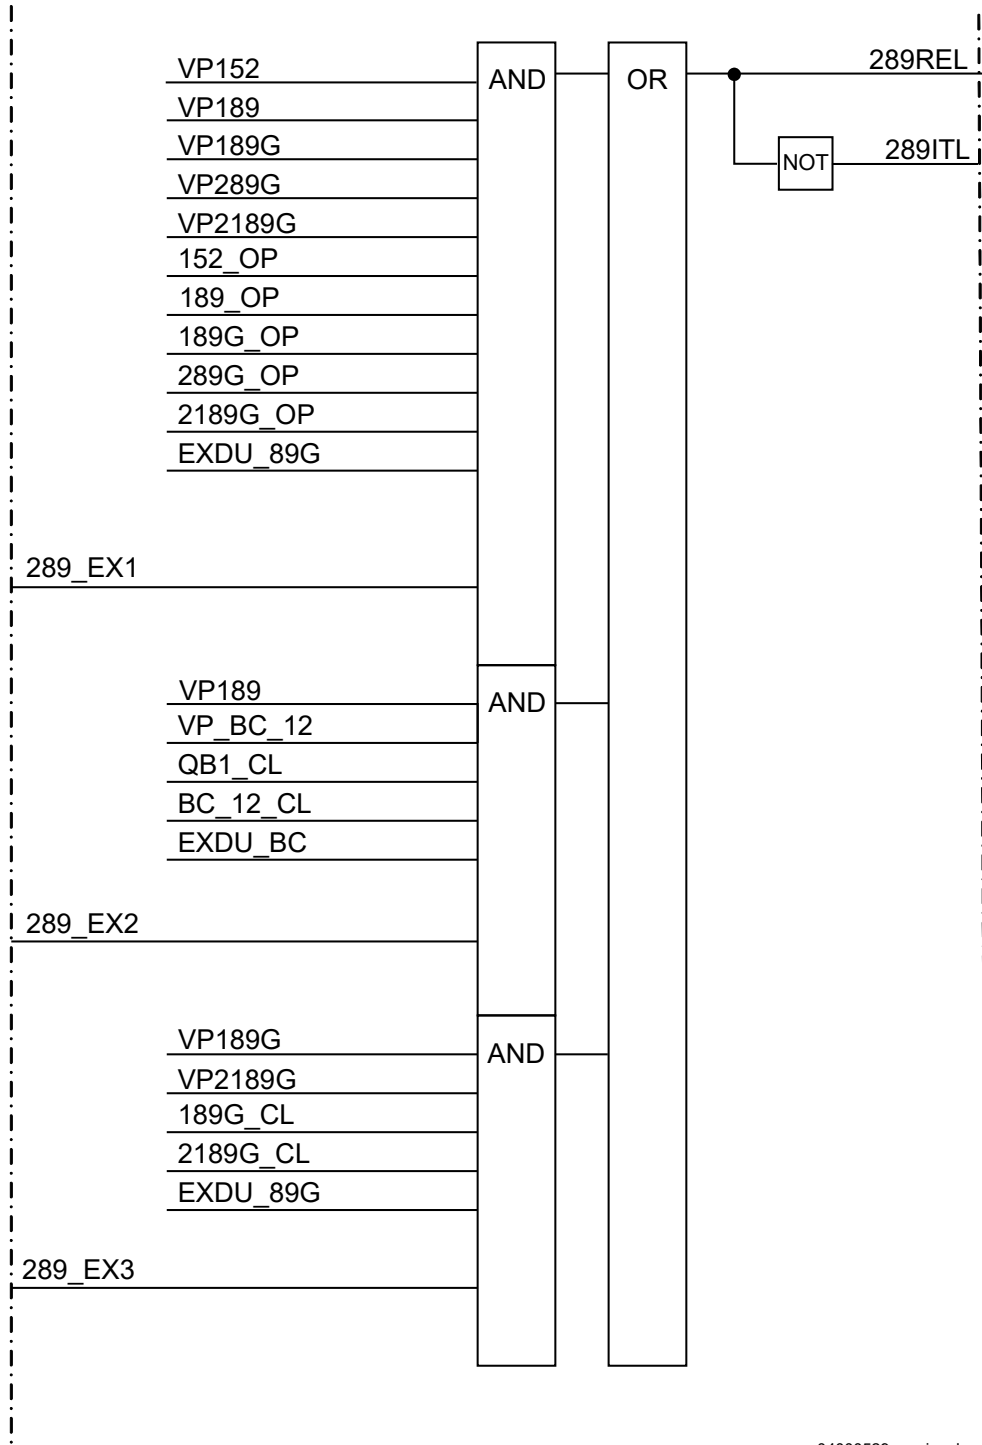 VP152
AND
OR
289REL
VP189
VP189G
NOT
289ITL
VP289G
VP2189G
152_OP
189_OP
189G_OP
289G_OP
2189G_OP
EXDU_89G
289_EX1
VP189
AND
VP_BC_12
QB1_CL
BC_12_CL
EXDU_BC
289_EX2
VP189G
AND
VP2189G
189G_CL
2189G_CL
EXDU_89G
289_EX3